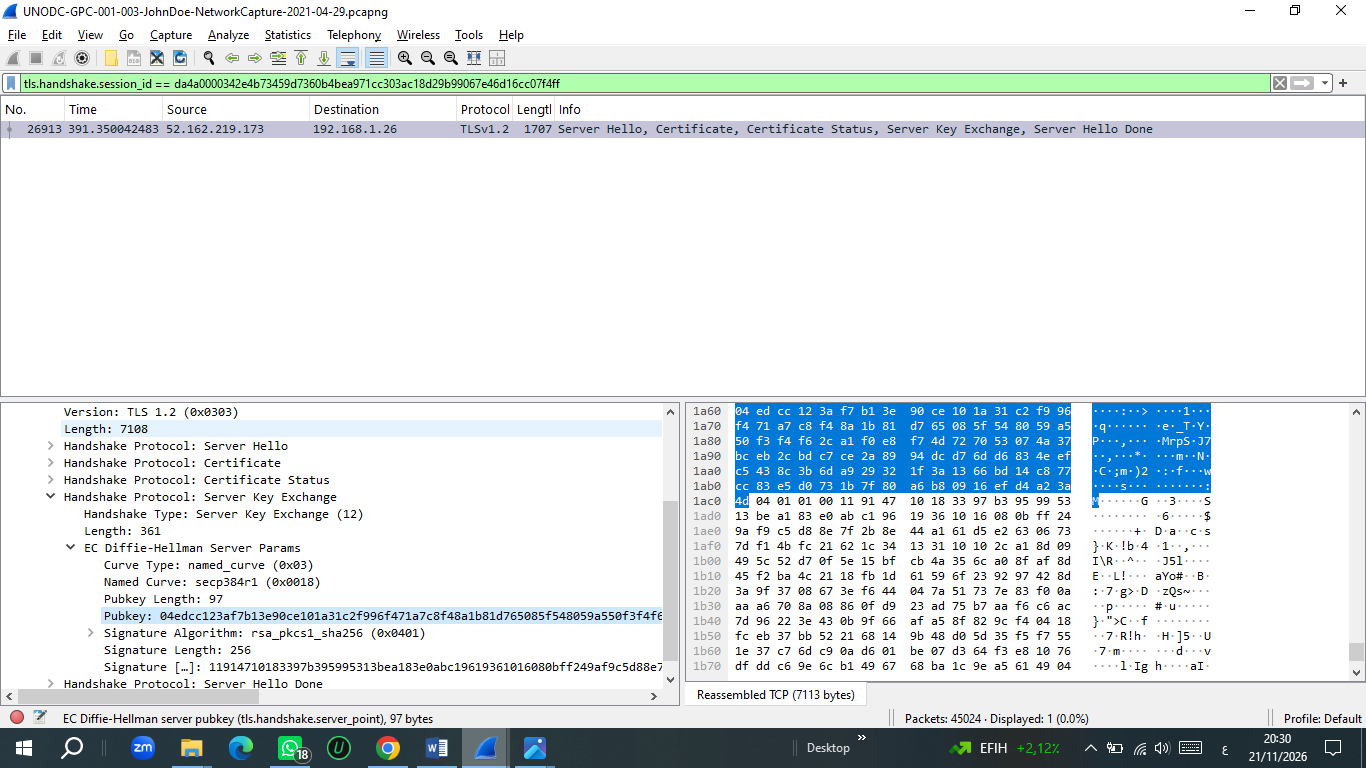 UNODC-GPC-001-003-JohnDoe-NetworkCapture-2021-04-29.pcapng
File Edit View Go Capture Analyze Statistics Telephony Wireless Tools Help
tls.handshake.session_id == da4a0000342e4b73459d7360b4bea971cc303ac18d29b99067e46d16cc07f4ff
No. Time Source Destination Protocol Lengtl Info
26913 391.350042483 52.162.219.173 192.168.1.26 TLSv1.2 1707 Server Hello, Certificate, Certificate Status, Server Key Exchange, Server Hello Done
Version: TLS 1.2 (0x0303)
Length: 7108
Handshake Protocol: Server Hello
Handshake Protocol: Certificate
Handshake Protocol: Certificate Status
Handshake Protocol: Server Key Exchange
Handshake Type: Server Key Exchange (12)
Length: 361
EC Diffie-Hellman Server Params
Curve Type: named_curve (0x03)
Named Curve: secp384r1 (0x0018)
Pubkey Length: 97
Pubkey: 04edcc123af7b13e90ce101a31c2f996f471a7c8f48a1b81d765085f548059a550f3f4f6
Signature Algorithm: rsa_pkcs1_sha256 (0x0401)
Signature Length: 256
Signature […]: 11914710183397b395995313bea183e0abc19619361016080bff249af9c5d88e7
Handshake Protocol: Server Hello Done
1a60 04 ed cc 12 3a f7 b1 3e 90 ce 10 1a 31 c2 f9 96 ····:··> ····1···
1a70 f4 71 a7 c8 f4 8a 1b 81 d7 65 08 5f 54 80 59 a5 ·q······ ·e·_T·Y·
1a80 50 f3 f4 f6 2c a1 f0 e8 f7 4d 72 70 53 07 4a 37 P···,··· ·MrpS·J7
1a90 bc eb 2c bd c7 ce 2a 89 94 dc d7 6d d6 83 4e ef ··,···*· ···m··N·
1aa0 c5 43 8c 3b 6d a9 29 32 1f 3a 13 66 bd 14 c8 77 ·C·;m·)2 ·:·f···w
1ab0 cc 83 e5 d0 73 1b 7f 80 a6 b8 09 16 ef d4 a2 3a ····s··· ·······:
1ac0 4d 04 01 01 00 11 91 47 10 18 33 97 b3 95 99 53 M······G ··3····S
1ad0 13 be a1 83 e0 ab c1 96 19 36 10 16 08 0b ff 24 ········ ·6·····$
1ae0 9a f9 c5 d8 8e 7f 2b 8e 44 a1 61 d5 e2 63 06 73 ······+· D·a··c·s
1af0 7d f1 4b fc 21 62 1c 34 13 31 10 10 2c a1 8d 09 }·K·!b·4 ·1··,···
1b00 49 5c 52 d7 0f 5e 15 bf cb 4a 35 6c a0 8f af 8d I\R··^·· ·J5l····
1b10 45 f2 ba 4c 21 18 fb 1d 61 59 6f 23 92 97 42 8d E··L!··· aYo#··B·
1b20 3a 9f 37 08 67 3e f6 44 04 7a 51 73 7e 83 f0 0a :·7·g>·D ·zQs~···
1b30 aa a6 70 8a 08 86 0f d9 23 ad 75 b7 aa f6 c6 ac ··p····· #·u·····
1b40 7d 96 22 3e 43 0b 9f 66 af a5 8f 82 9c f4 04 18 }·">C··f ········
1b50 fc eb 37 bb 52 21 68 14 9b 48 d0 5d 35 f5 f7 55 ··7·R!h· ·H·]5··U
1b60 1e 37 c7 6d c9 0a d6 01 be 07 d3 64 f3 e8 10 76 ·7·m···· ···d···v
1b70 df dd c6 9e 6c b1 49 67 68 ba 1c 9e a5 61 49 04 ····l·Ig h····aI·
Reassembled TCP (7113 bytes)
EC Diffie-Hellman server pubkey (tls.handshake.server_point), 97 bytes
Packets: 45024 · Displayed: 1 (0.0%)
Profile: Default
zm
18
U
W
Desktop
EFIH +2,12%
ع
20:30
21/11/2026